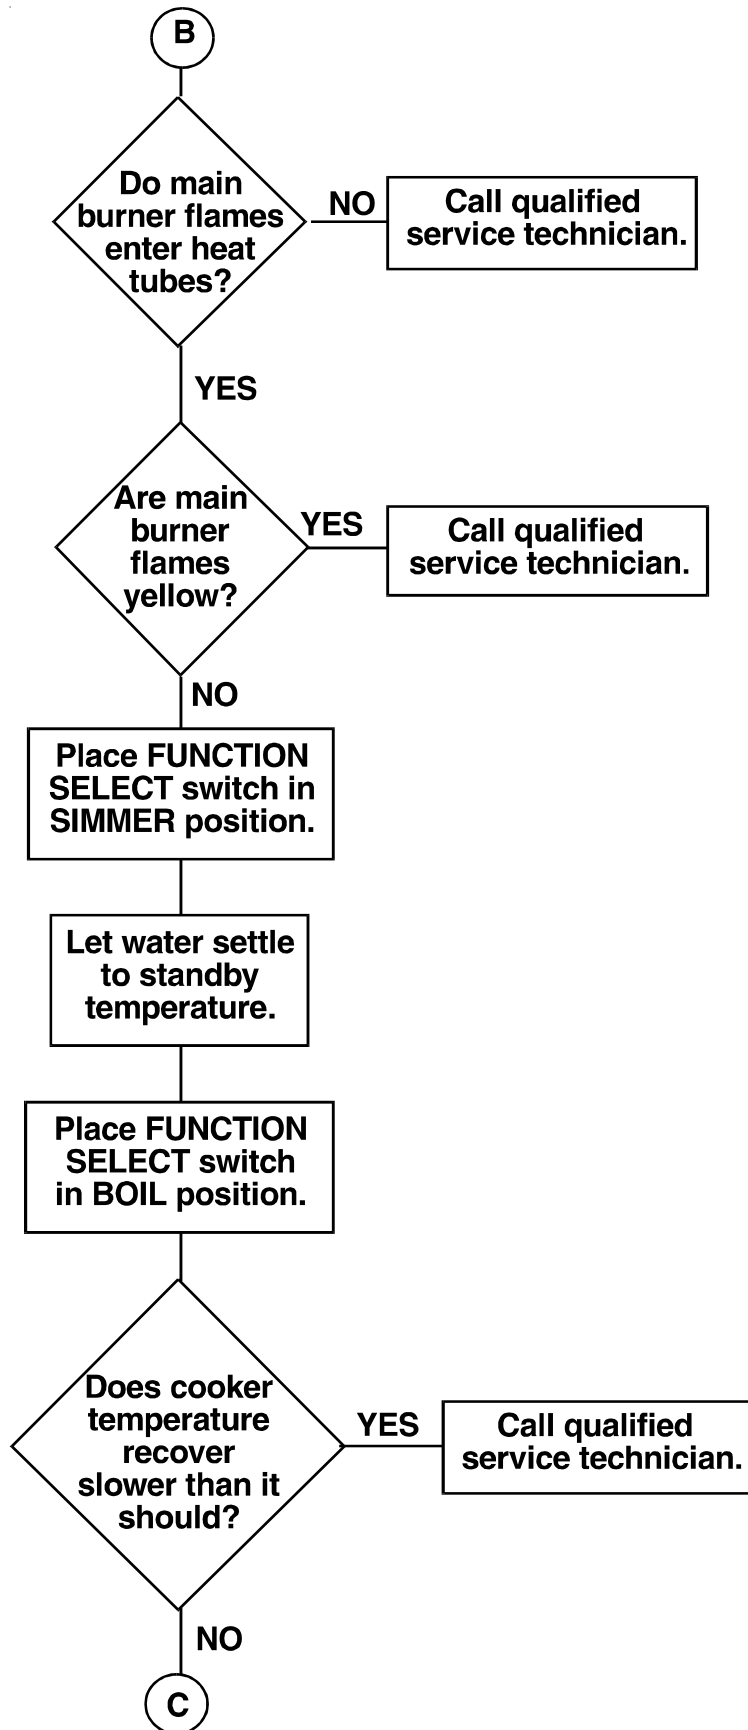 B
Do main
burner flames
enter heat
tubes?
NO
Call qualified
service technician.
YES
Are main
burner
flames
yellow?
YES
Call qualified
service technician.
NO
Place FUNCTION
SELECT switch in
SIMMER position.
Let water settle
to standby
temperature.
Place FUNCTION
SELECT switch
in BOIL position.
Does cooker
temperature
recover
slower than it
should?
YES
Call qualified
service technician.
NO
C